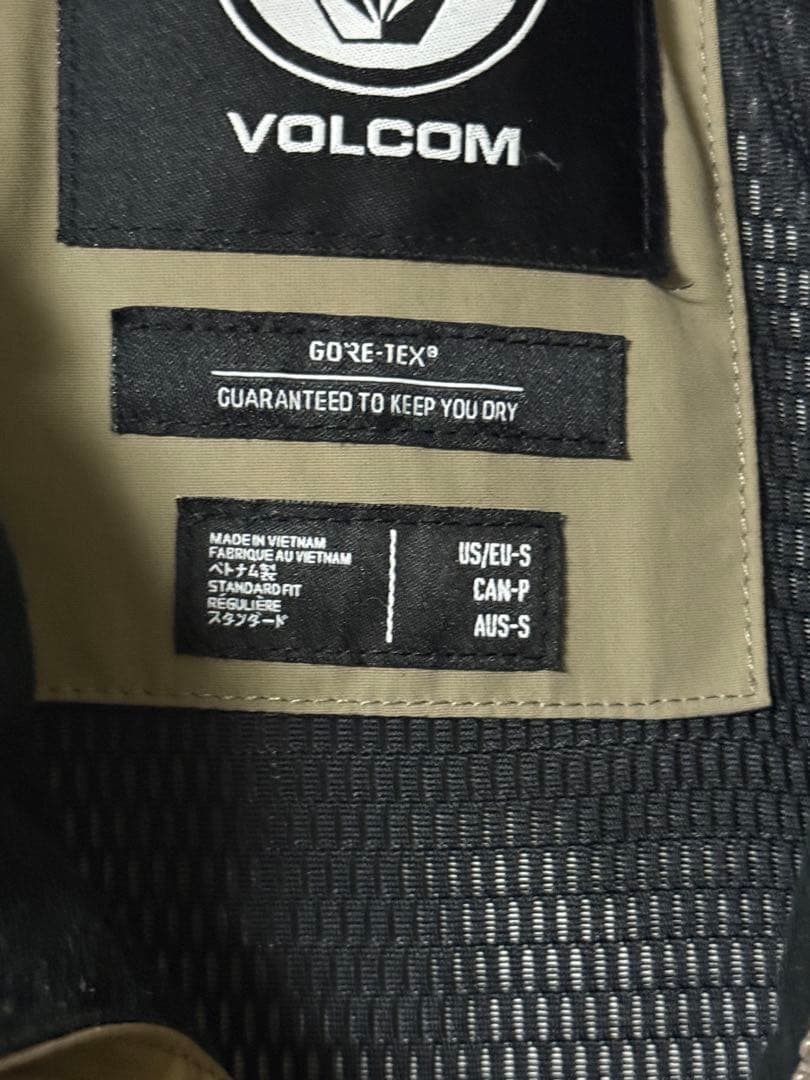 VOLCOM
GORE-TEX®
GUARANTEED TO KEEP YOU DRY
MADE IN VIETNAM
FABRIQUE AU VIETNAM
ベトナム製
STANDARD FIT
RÉGULIÈRE
スタンダード
US/EU-S
CAN-P
AUS-S